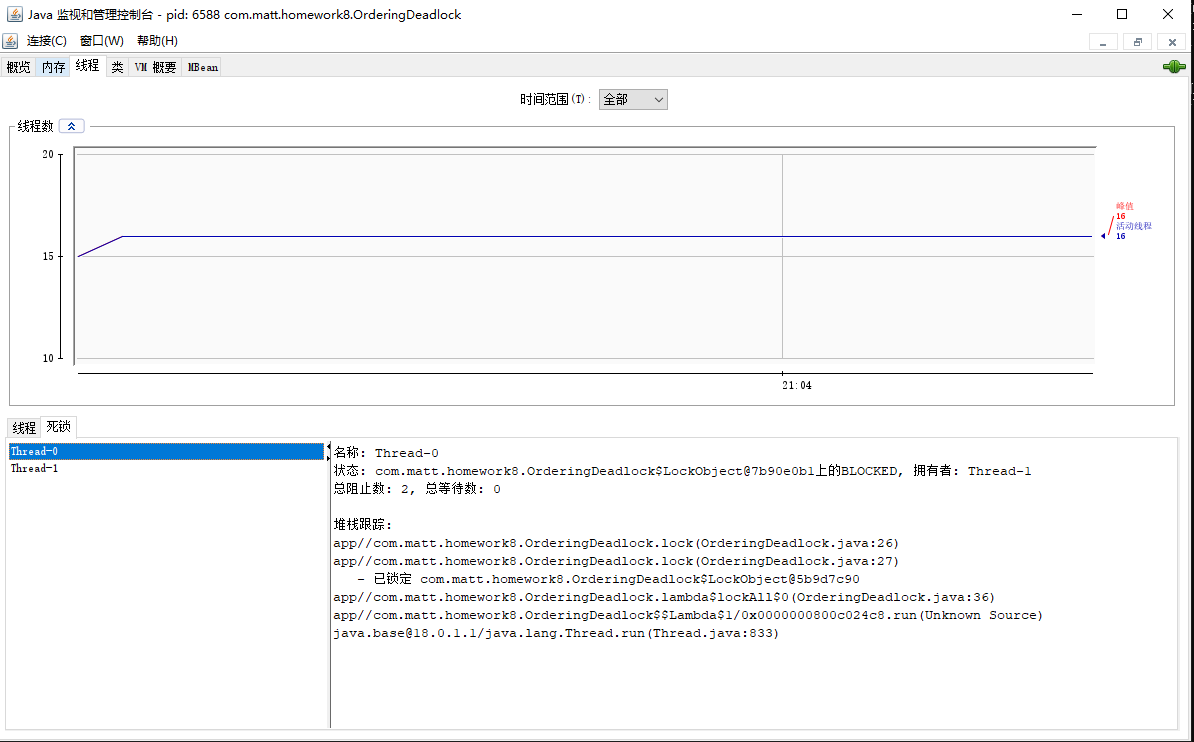 Java 监视和管理控制台 - pid: 6588 com.matt.homework8.OrderingDeadlock
连接(C) 窗口(W) 帮助(H)
概览 内存 线程 类 VM 概要 MBean
时间范围(T): 全部
线程数
20
15
10
峰值
16
活动线程
16
21:04
线程 死锁
Thread-0
Thread-1
名称: Thread-0
状态: com.matt.homework8.OrderingDeadlock$LockObject@7b90e0b1上的BLOCKED, 拥有者: Thread-1
总阻止数: 2, 总等待数: 0
堆栈跟踪:
app//com.matt.homework8.OrderingDeadlock.lock(OrderingDeadlock.java:26)
app//com.matt.homework8.OrderingDeadlock.lock(OrderingDeadlock.java:27)
- 已锁定 com.matt.homework8.OrderingDeadlock$LockObject@5b9d7c90
app//com.matt.homework8.OrderingDeadlock.lambda$lockAll$0(OrderingDeadlock.java:36)
app//com.matt.homework8.OrderingDeadlock$$Lambda$1/0x0000000800c024c8.run(Unknown Source)
java.base@18.0.1.1/java.lang.Thread.run(Thread.java:833)